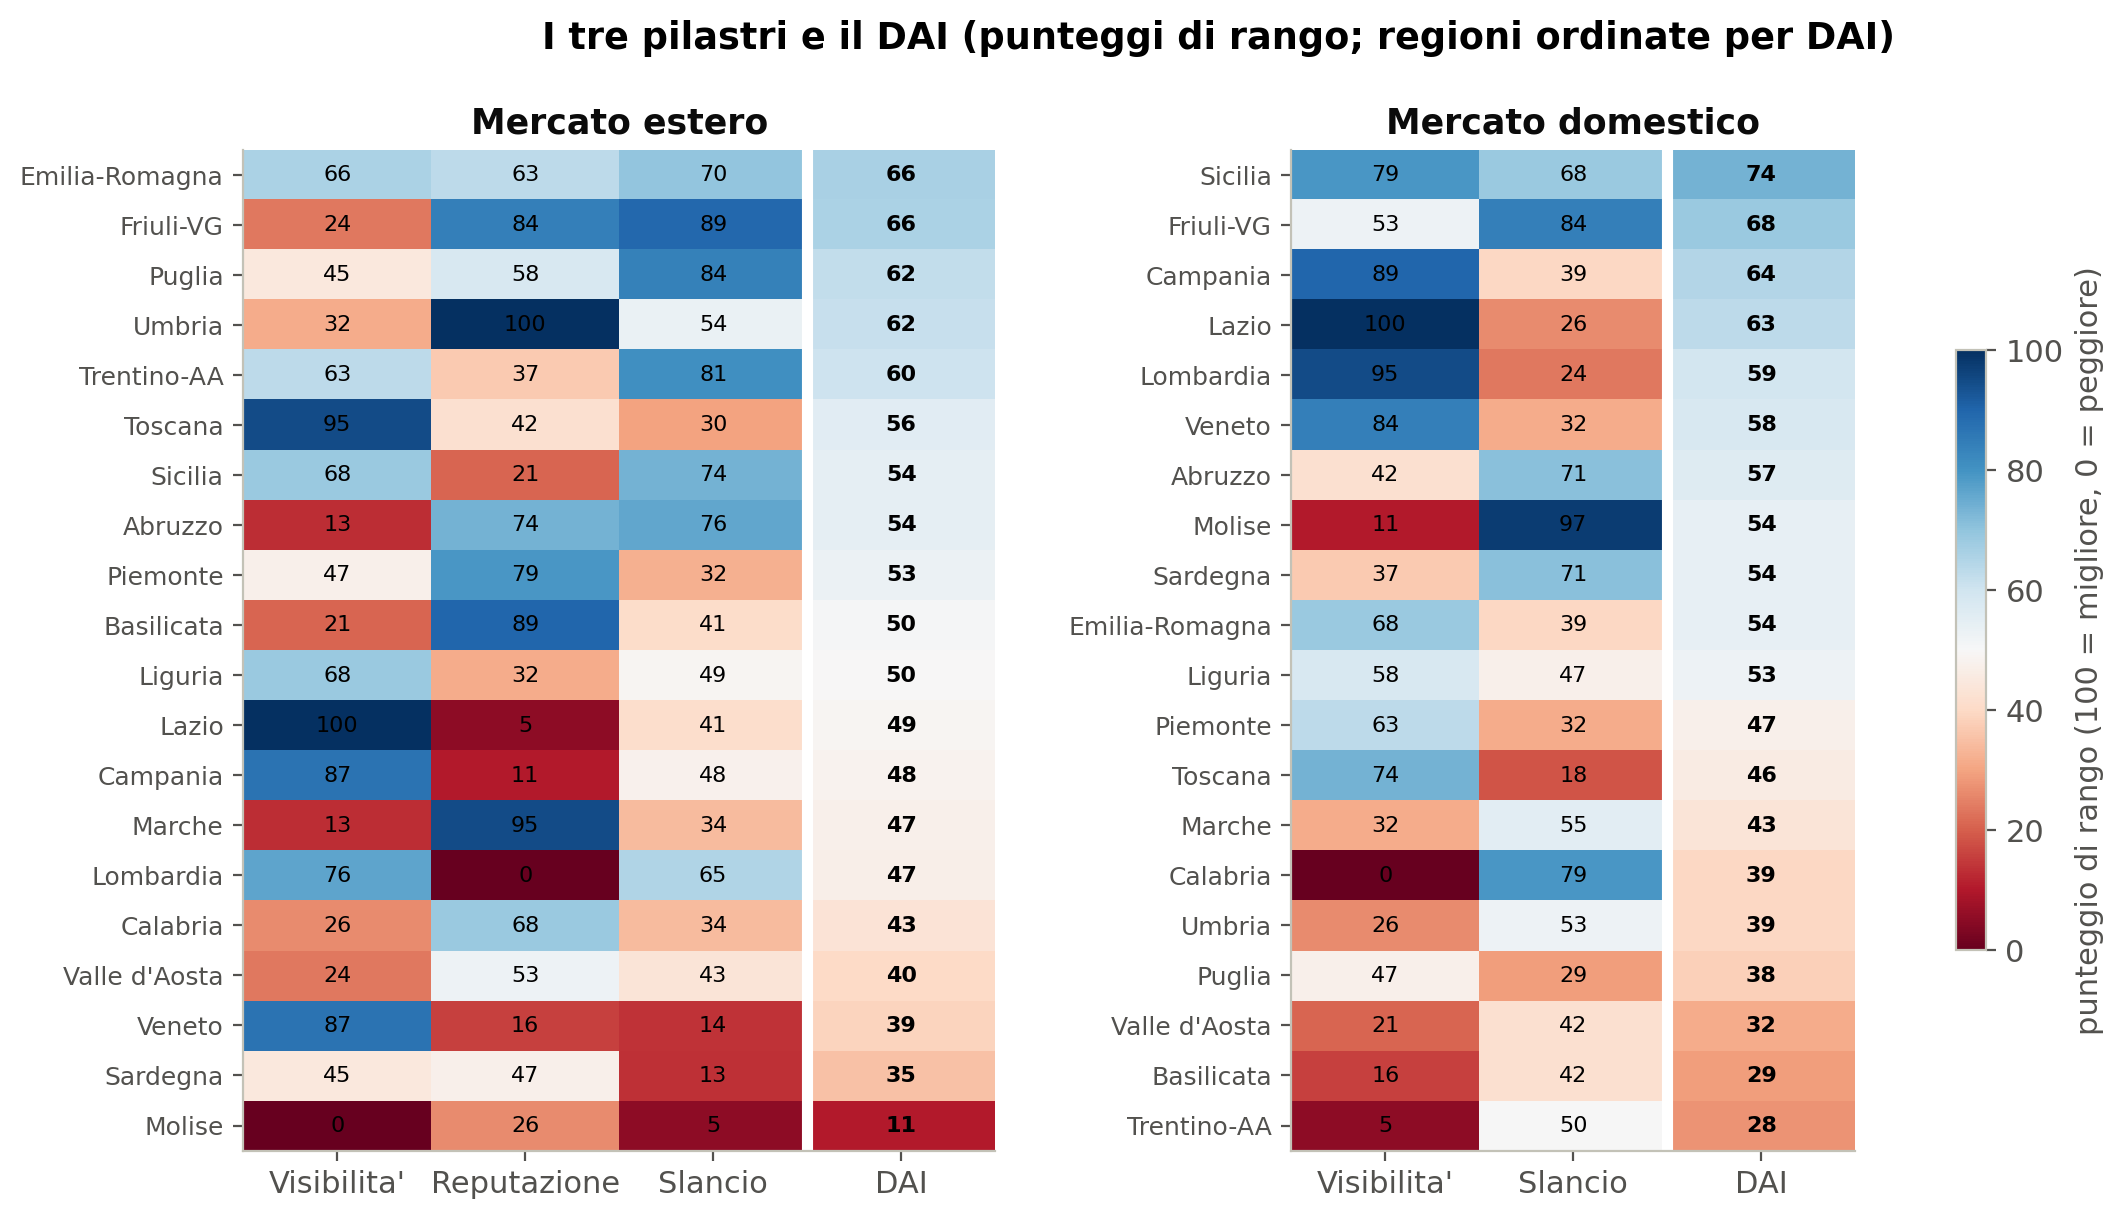 I tre pilastri e il DAI (punteggi di rango; regioni ordinate per DAI)
Mercato estero
Emilia-Romagna 66 63 70 66
Friuli-VG 24 84 89 66
Puglia 45 58 84 62
Umbria 32 100 54 62
Trentino-AA 63 37 81 60
Toscana 95 42 30 56
Sicilia 68 21 74 54
Abruzzo 13 74 76 54
Piemonte 47 79 32 53
Basilicata 21 89 41 50
Liguria 68 32 49 50
Lazio 100 5 41 49
Campania 87 11 48 48
Marche 13 95 34 47
Lombardia 76 0 65 47
Calabria 26 68 34 43
Valle d'Aosta 24 53 43 40
Veneto 87 16 14 39
Sardegna 45 47 13 35
Molise 0 26 5 11
Visibilita' Reputazione Slancio DAI
Mercato domestico
Sicilia 79 68 74
Friuli-VG 53 84 68
Campania 89 39 64
Lazio 100 26 63
Lombardia 95 24 59
Veneto 84 32 58
Abruzzo 42 71 57
Molise 11 97 54
Sardegna 37 71 54
Emilia-Romagna 68 39 54
Liguria 58 47 53
Piemonte 63 32 47
Toscana 74 18 46
Marche 32 55 43
Calabria 0 79 39
Umbria 26 53 39
Puglia 47 29 38
Valle d'Aosta 21 42 32
Basilicata 16 42 29
Trentino-AA 5 50 28
Visibilita' Slancio DAI
100
80
60
40
20
0
punteggio di rango (100 = migliore, 0 = peggiore)